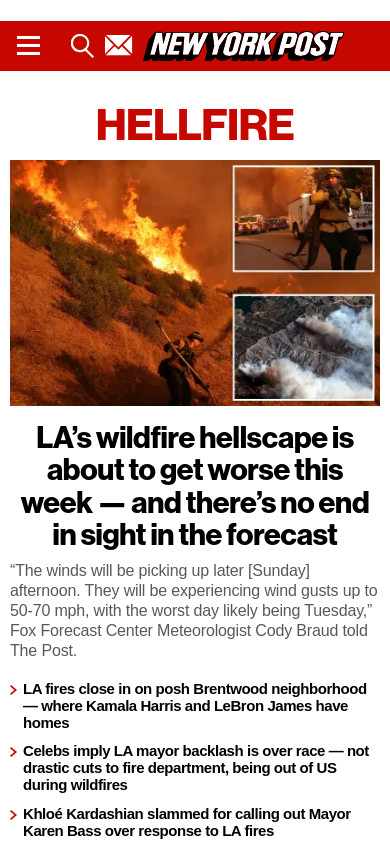 NEW YORK POST
HELLFIRE
LA’s wildfire hellscape is
about to get worse this
week — and there’s no end
in sight in the forecast
“The winds will be picking up later [Sunday]
afternoon. They will be experiencing wind gusts up to
50-70 mph, with the worst day likely being Tuesday,”
Fox Forecast Center Meteorologist Cody Braud told
The Post.
LA fires close in on posh Brentwood neighborhood
— where Kamala Harris and LeBron James have
homes
Celebs imply LA mayor backlash is over race — not
drastic cuts to fire department, being out of US
during wildfires
Khloé Kardashian slammed for calling out Mayor
Karen Bass over response to LA fires